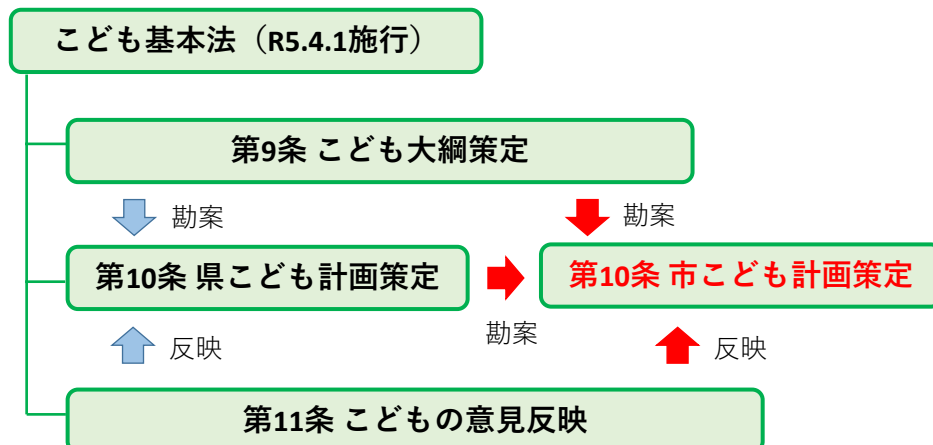 こども基本法（R5.4.1施行）
第9条 こども大綱策定
勘案
勘案
第10条 県こども計画策定
第10条 市こども計画策定
勘案
反映
反映
第11条 こどもの意見反映